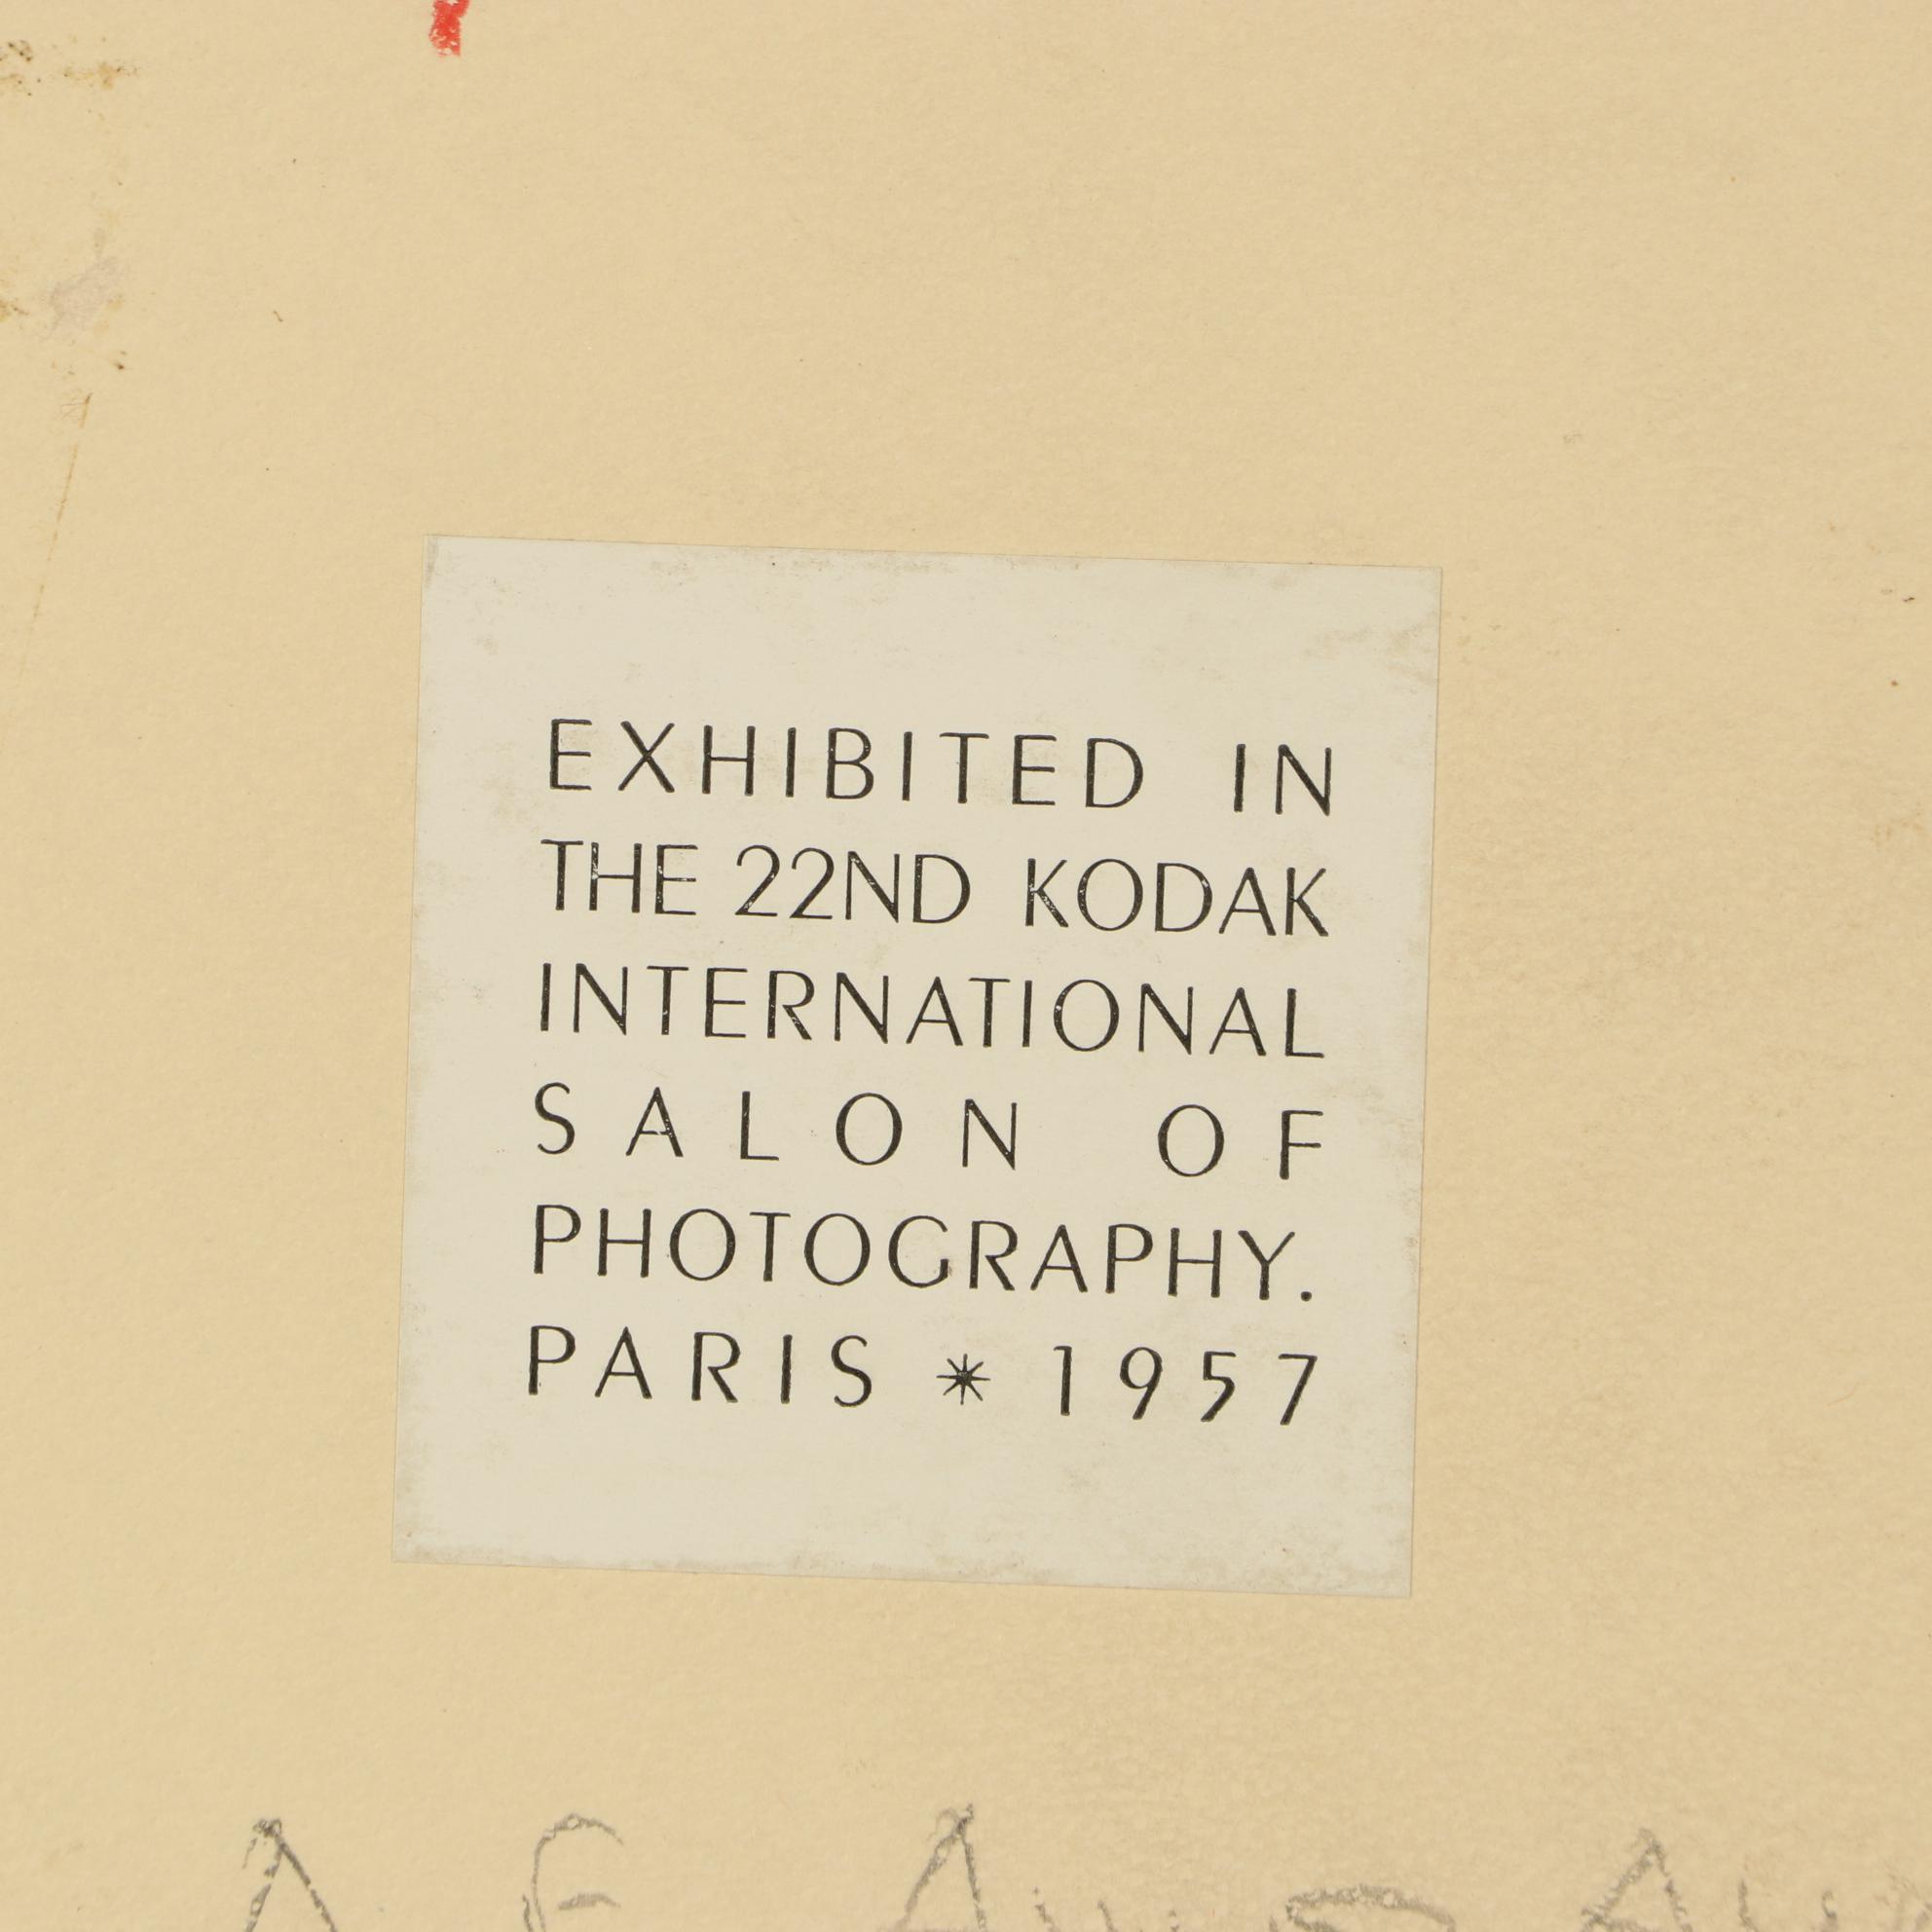 EXHIBITED IN
THE 22ND KODAK
INTERNATIONAL
SALON OF
PHOTOGRAPHY.
PARIS * 1957